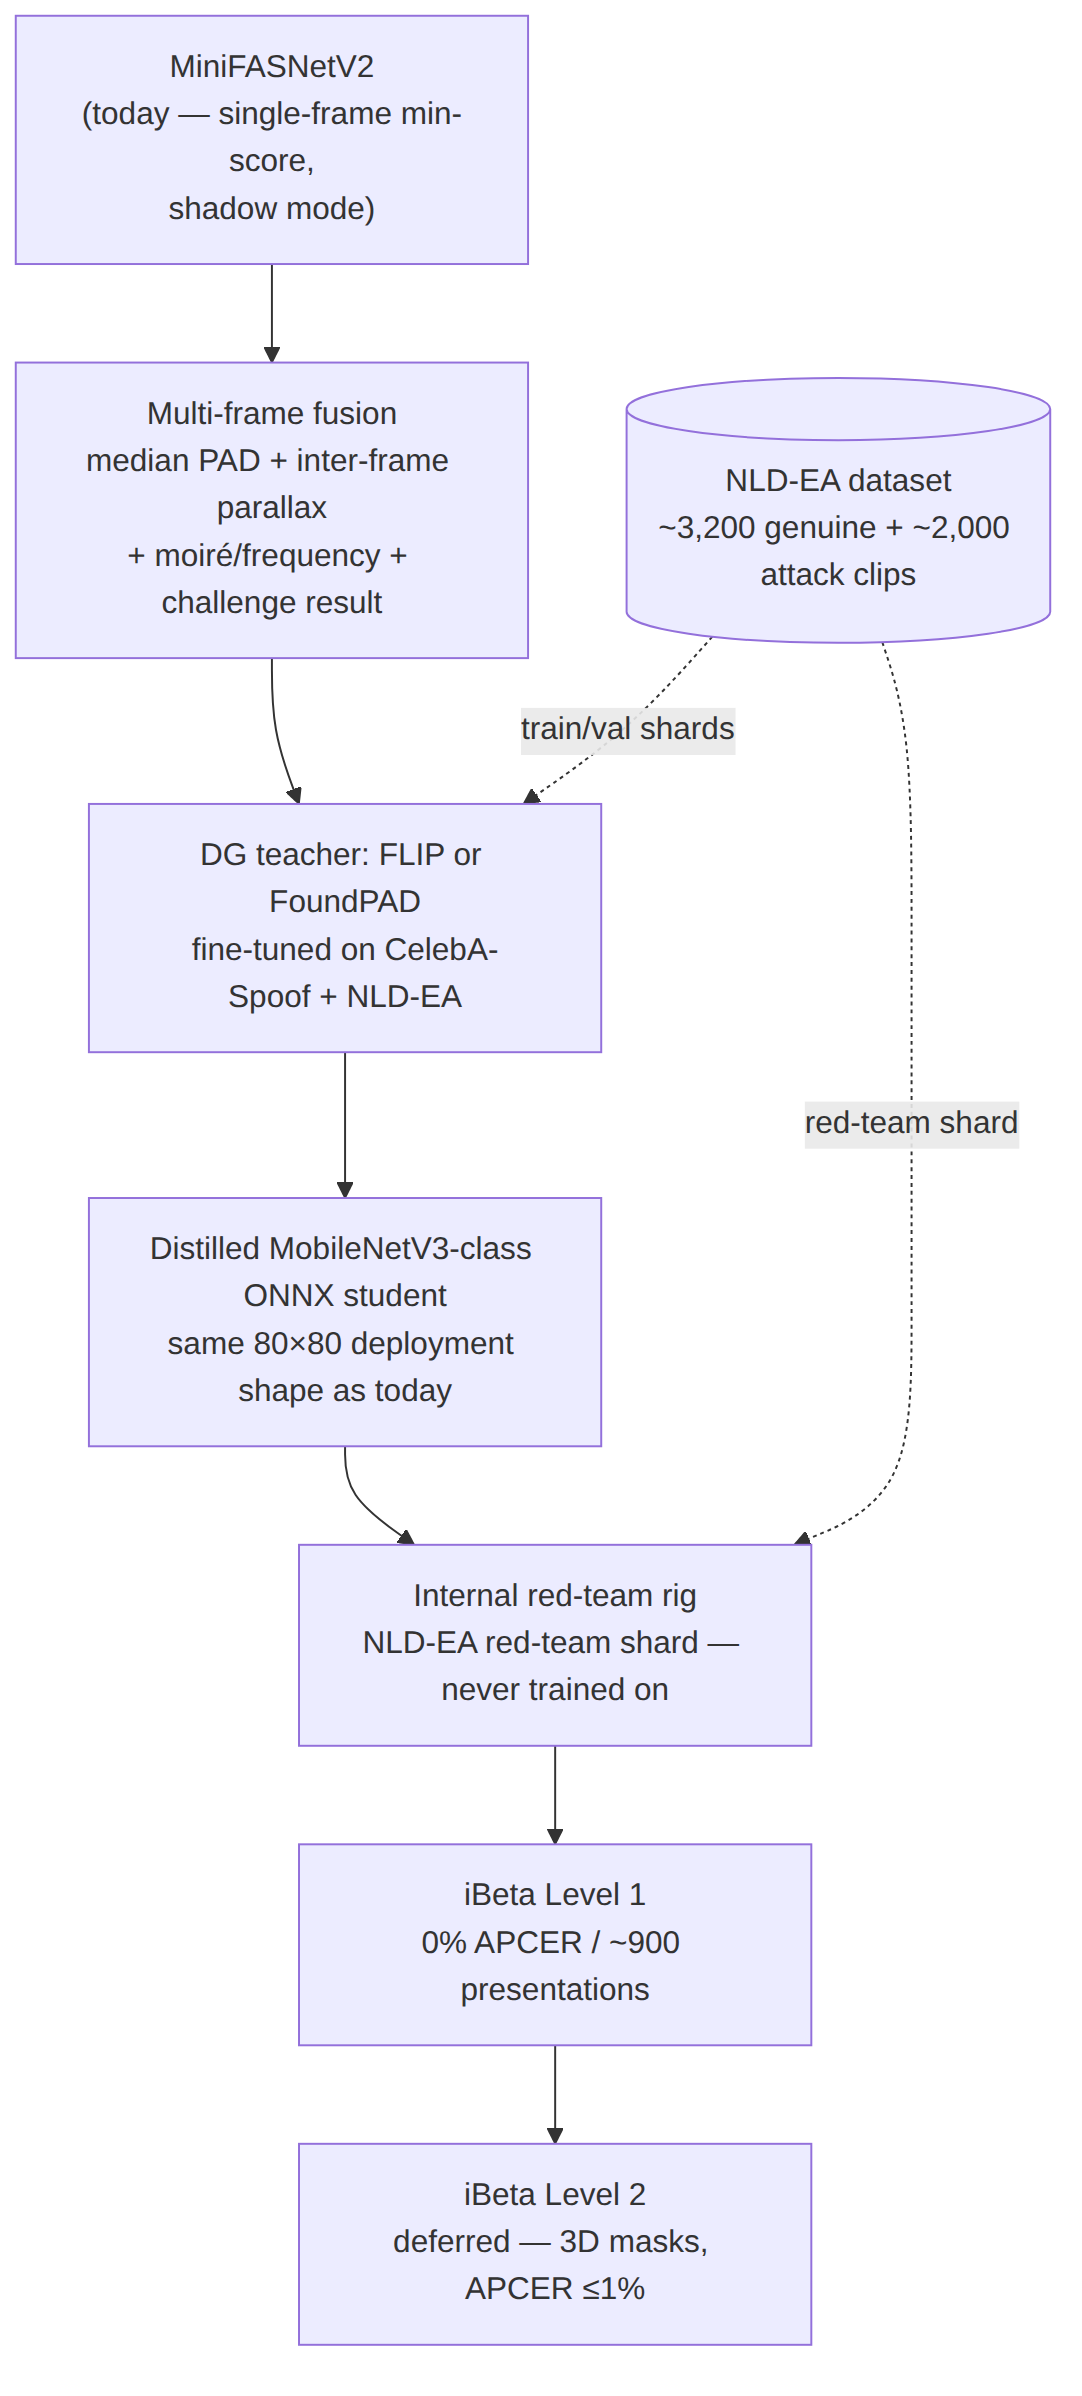 MiniFASNetV2
(today — single-frame min-
score,
shadow mode)
Multi-frame fusion
median PAD + inter-frame
parallax
+ moiré/frequency +
challenge result
NLD-EA dataset
~3,200 genuine + ~2,000
attack clips
train/val shards
DG teacher: FLIP or
FoundPAD
fine-tuned on CelebA-
Spoof + NLD-EA
red-team shard
Distilled MobileNetV3-class
ONNX student
same 80×80 deployment
shape as today
Internal red-team rig
NLD-EA red-team shard —
never trained on
iBeta Level 1
0% APCER / ~900
presentations
iBeta Level 2
deferred — 3D masks,
APCER ≤1%